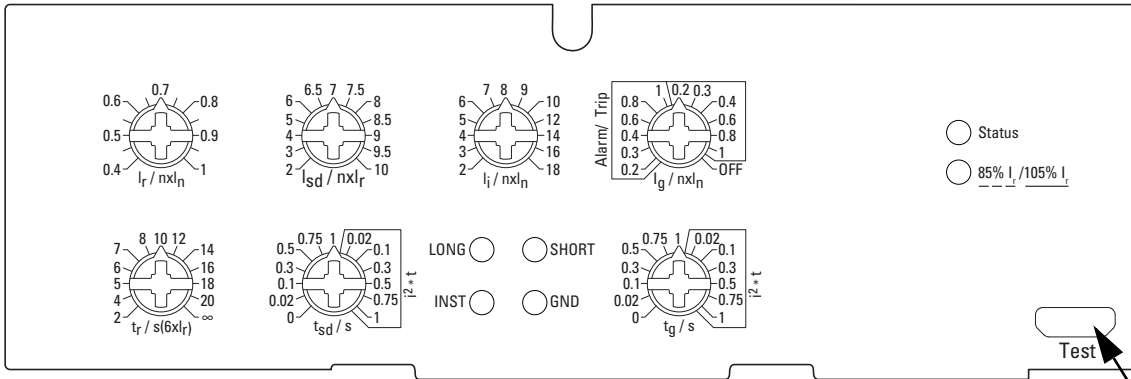 0.4 0.5 0.6 0.7 0.8 0.9 1
Ir / nxIn
2 3 4 5 6 6.5 7 7.5 8 8.5 9 9.5 10
Isd / nxIr
2 3 4 5 6 7 8 9 10 12 14 16 18
Ii / nxIn
Alarm/ Trip
0.2 0.3 0.4 0.6 0.8 1 0.2 0.3 0.4 0.6 0.8 1 OFF
Ig / nxIn
Status
85% Ir /105% Ir
2 4 5 6 7 8 10 12 14 16 18 20 ∞
tr / s(6xIr)
0 0.02 0.1 0.3 0.5 0.75 1 0.02 0.1 0.3 0.5 0.75 1
i² * t
tsd / s
LONG
SHORT
INST
GND
0 0.02 0.1 0.3 0.5 0.75 1 0.02 0.1 0.3 0.5 0.75 1
i² * t
tg / s
Test